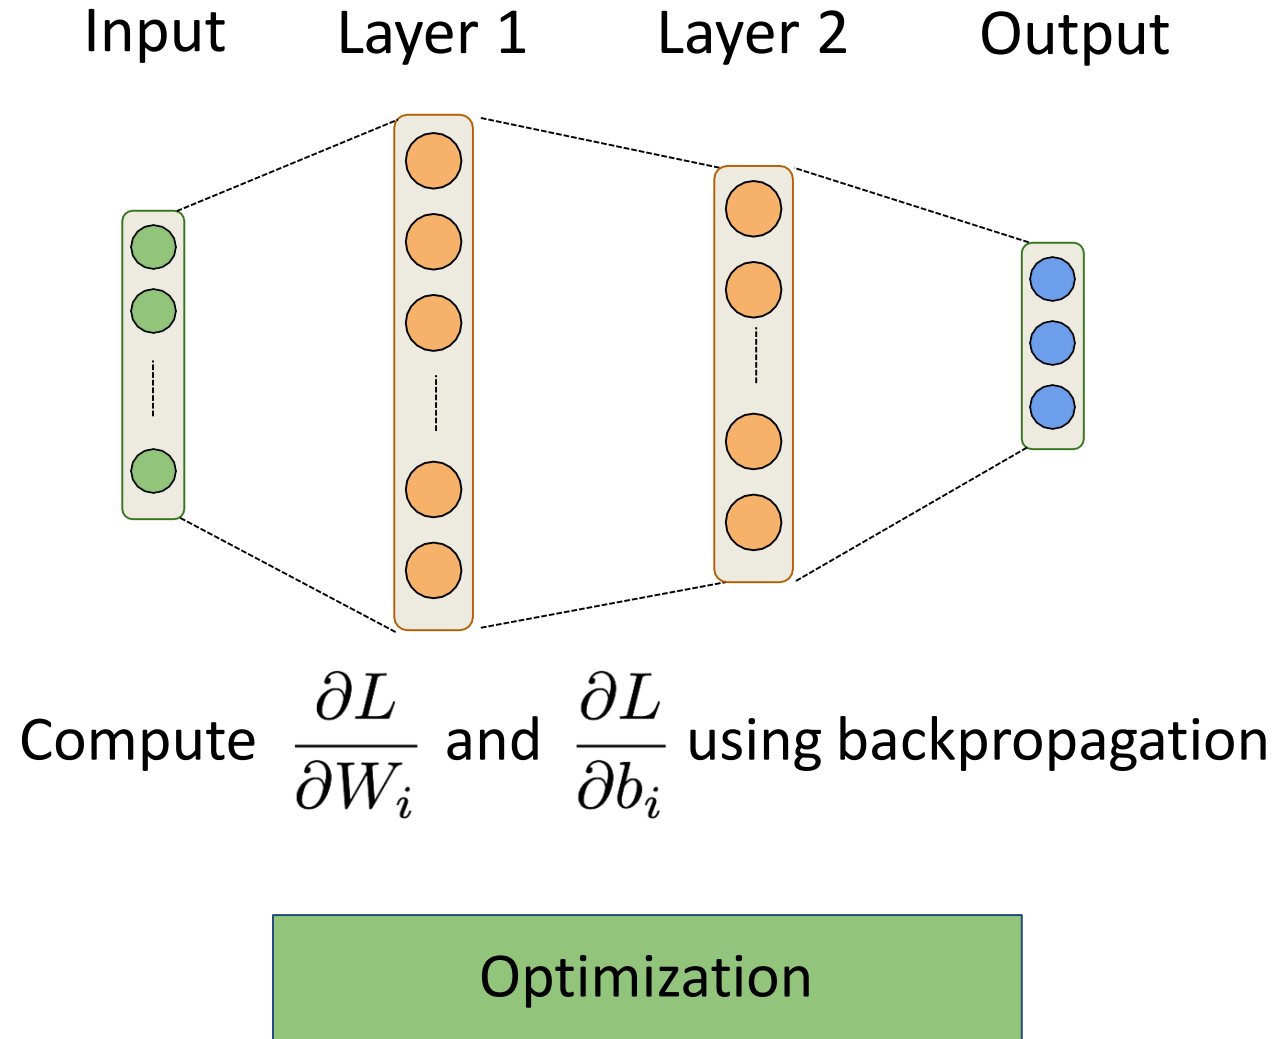 Input Layer 1 Layer 2 Output
Compute ∂L/∂W_i and ∂L/∂b_i using backpropagation
Optimization